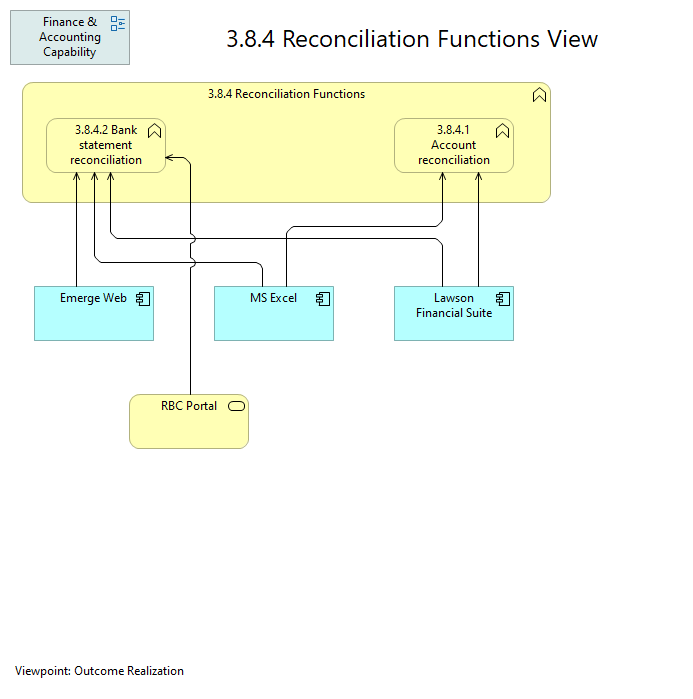 Finance &
Accounting
Capability
3.8.4 Reconciliation Functions View
3.8.4 Reconciliation Functions
3.8.4.2 Bank
statement
reconciliation
3.8.4.1
Account
reconciliation
Emerge Web
MS Excel
Lawson
Financial Suite
RBC Portal
Viewpoint: Outcome Realization